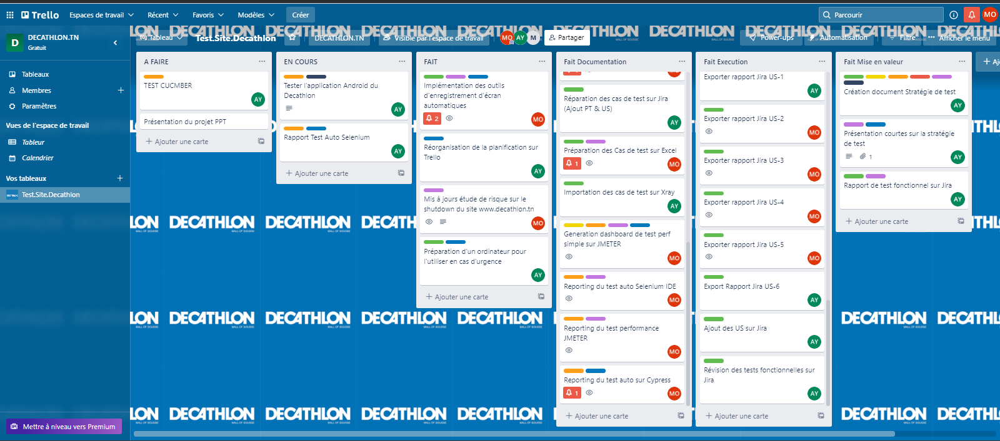 Trello
Espaces de travail
Récent
Favoris
Modèles
Créer
Parcourir
MO
D
DECATHLON.TN
Gratuit
Tableau
Test.Site.Decathlon
DECATHLON.TN
Visible par l'espace de travail
MO
AY
M
Partager
Power-ups
Automatisation
Filtre
Afficher le menu
Tableaux
Membres
Paramètres
Vues de l'espace de travail
Tableur
Calendrier
Vos tableaux
Test.Site.Decathlon
Mettre à niveau vers Premium
A FAIRE
TEST CUCMBER
AY
Présentation du projet PPT
Ajouter une carte
EN COURS
Tester l'application Android du
Decathlon
AY
Rapport Test Auto Selenium
AY
Ajouter une carte
FAIT
Implémentation des outils
d'enregistrement d'écran
automatiques
2
MO
Réorganisation de la planification sur
Trello
AY
Mis à jours étude de risque sur le
shutdown du site www.decathlon.tn
MO
Préparation d'un ordinateur pour
l'utiliser en cas d'urgence
AY
Ajouter une carte
Fait Documentation
MO
Réparation des cas de test sur Jira
(Ajout PT & US)
AY
Préparation des Cas de test sur Excel
1
MO
Importation des cas de test sur Xray
AY
Generation dashboard de test perf
simple sur JMETER
MO
Reporting du test auto Selenium IDE
MO
Reporting du test performance
JMETER
MO
Reporting du test auto sur Cypress
1
MO
Ajouter une carte
Fait Execution
Exporter rapport Jira US-1
AY
Exporter rapport Jira US-2
MO
Exporter rapport Jira US-3
MO
Exporter rapport Jira US-4
MO
Exporter rapport Jira US-5
MO
Export Rapport Jira US-6
AY
Ajout des US sur Jira
AY
Révision des tests fonctionnelles sur
Jira
AY
Ajouter une carte
Fait Mise en valeur
Création document Stratégie de test
AY
Présentation courtes sur la stratégie
de test
1
AY
Rapport de test fonctionnel sur Jira
AY
Ajouter une carte
DECATHLON
MALL OF SOUSSE